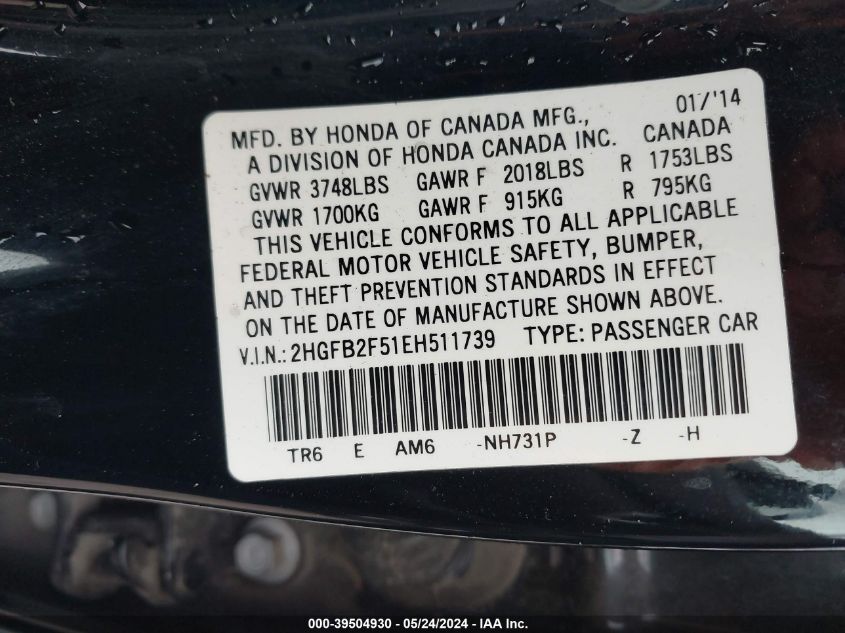 01/'14
MFD. BY HONDA OF CANADA MFG.,
A DIVISION OF HONDA CANADA INC. CANADA
GVWR 3748LBS GAWR F 2018LBS R 1753LBS
GVWR 1700KG GAWR F 915KG R 795KG
THIS VEHICLE CONFORMS TO ALL APPLICABLE
FEDERAL MOTOR VEHICLE SAFETY, BUMPER,
AND THEFT PREVENTION STANDARDS IN EFFECT
ON THE DATE OF MANUFACTURE SHOWN ABOVE.
V.I.N.: 2HGFB2F51EH511739 TYPE: PASSENGER CAR
TR6 E AM6 -NH731P -Z -H
000-39504930 - 05/24/2024 - IAA Inc.